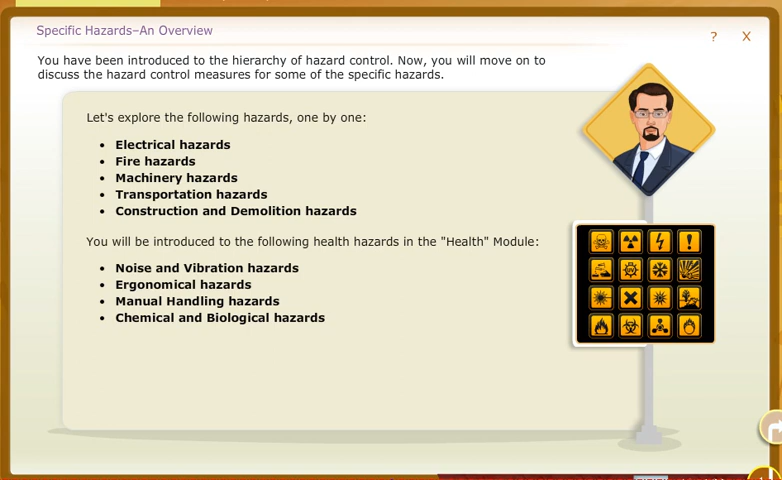 Specific Hazards–An Overview
? X
You have been introduced to the hierarchy of hazard control. Now, you will move on to
discuss the hazard control measures for some of the specific hazards.
Let's explore the following hazards, one by one:
• Electrical hazards
• Fire hazards
• Machinery hazards
• Transportation hazards
• Construction and Demolition hazards
You will be introduced to the following health hazards in the "Health" Module:
• Noise and Vibration hazards
• Ergonomical hazards
• Manual Handling hazards
• Chemical and Biological hazards